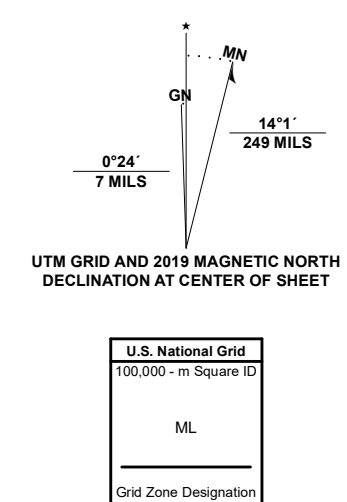 ★
MN
GN
14°1´
249 MILS
0°24´
7 MILS
UTM GRID AND 2019 MAGNETIC NORTH
DECLINATION AT CENTER OF SHEET
U.S. National Grid
100,000 - m Square ID
ML
Grid Zone Designation